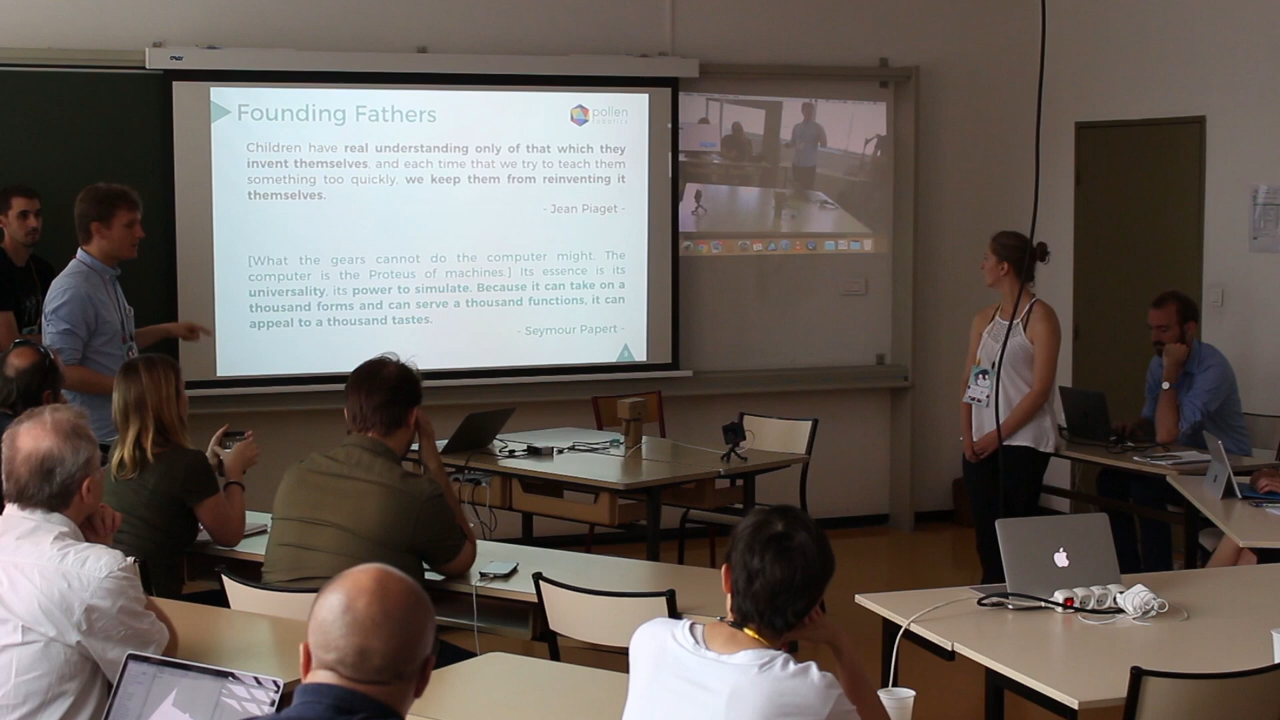 Founding Fathers
pollen
robotics
Children have real understanding only of that which they
invent themselves, and each time that we try to teach them
something too quickly, we keep them from reinventing it
themselves.
- Jean Piaget -
[What the gears cannot do the computer might. The
computer is the Proteus of machines.] Its essence is its
universality, its power to simulate. Because it can take on a
thousand forms and can serve a thousand functions, it can
appeal to a thousand tastes.
- Seymour Papert -